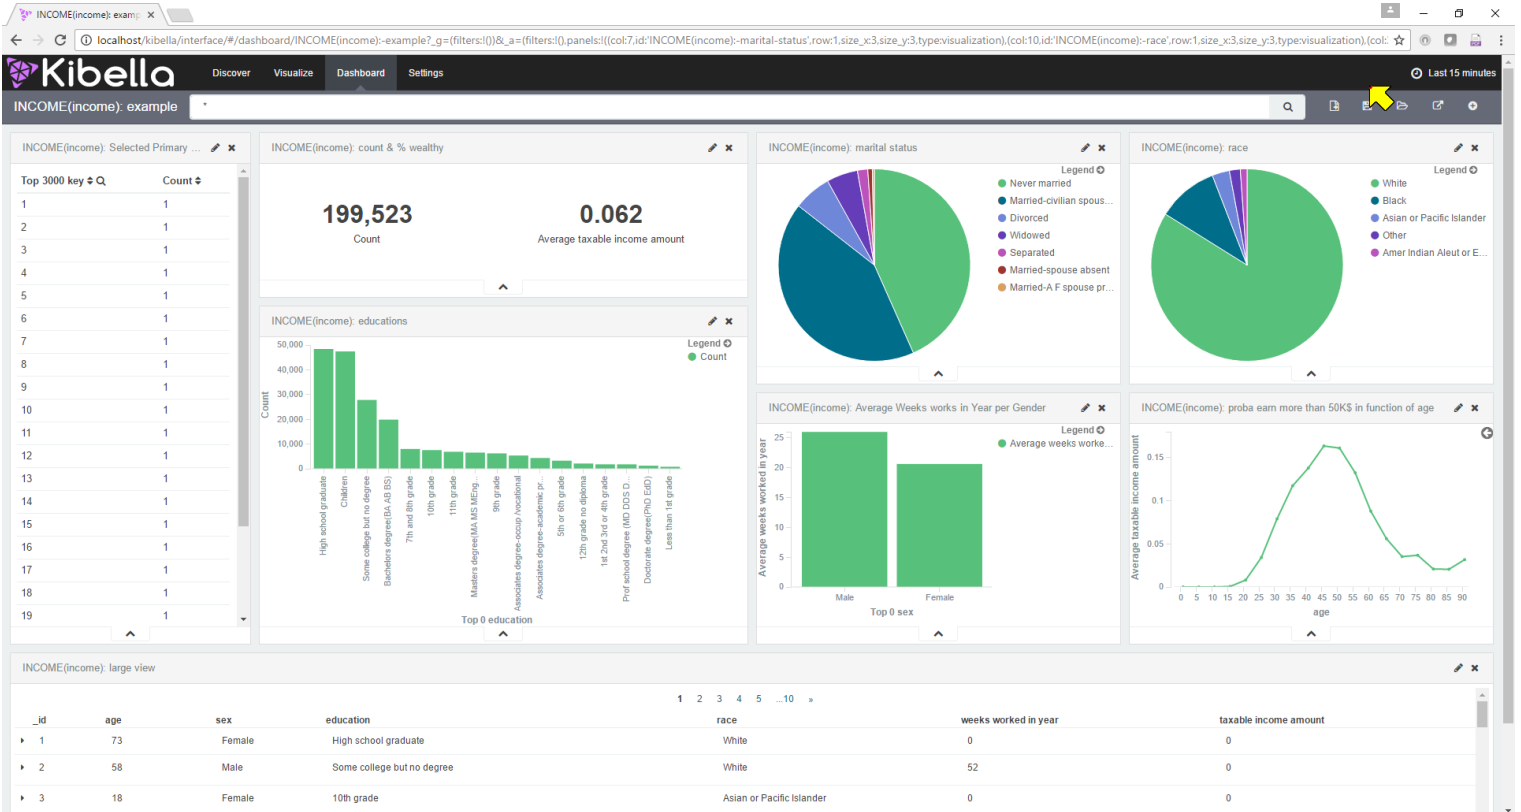 INCOME(income): examp
localhost/kibella/interface/#/dashboard/INCOME(income):-example?_g=(filters:!())&_a=(filters:!(),panels:!((col:7,id:'INCOME(income):-marital-status',row:1,size_x:3,size_y:3,type:visualization),(col:10,id:'INCOME(income):-race',row:1,size_x:3,size_y:3,type:visualization),(col:
Kibella Discover Visualize Dashboard Settings Last 15 minutes
INCOME(income): example *
INCOME(income): Selected Primary ...
Top 3000 key Count
1 1
2 1
3 1
4 1
5 1
6 1
7 1
8 1
9 1
10 1
11 1
12 1
13 1
14 1
15 1
16 1
17 1
18 1
19 1
INCOME(income): count & % wealthy
199,523 0.062
Count Average taxable income amount
INCOME(income): educations
Legend
Count
50,000
40,000
30,000
20,000
10,000
0
Count
High school graduate
Children
Some college but no degree
Bachelors degree(BA AB BS)
7th and 8th grade
10th grade
11th grade
Masters degree(MA MS MEng...
9th grade
Associates degree-occup /vocational
Associates degree-academic pr...
5th or 6th grade
12th grade no diploma
1st 2nd 3rd or 4th grade
Prof school degree (MD DDS D...
Doctorate degree(PhD EdD)
Less than 1st grade
Top 0 education
INCOME(income): marital status
Legend
Never married
Married-civilian spous...
Divorced
Widowed
Separated
Married-spouse absent
Married-A F spouse pr...
INCOME(income): race
Legend
White
Black
Asian or Pacific Islander
Other
Amer Indian Aleut or E...
INCOME(income): Average Weeks works in Year per Gender
Legend
Average weeks worke...
25
20
15
10
5
0
Average weeks worked in year
Male Female
Top 0 sex
INCOME(income): proba earn more than 50K$ in function of age
0.15
0.1
0.05
0
Average taxable income amount
0 5 10 15 20 25 30 35 40 45 50 55 60 65 70 75 80 85 90
age
INCOME(income): large view
1 2 3 4 5 ...10 »
_id age sex education race weeks worked in year taxable income amount
1 73 Female High school graduate White 0 0
2 58 Male Some college but no degree White 52 0
3 18 Female 10th grade Asian or Pacific Islander 0 0